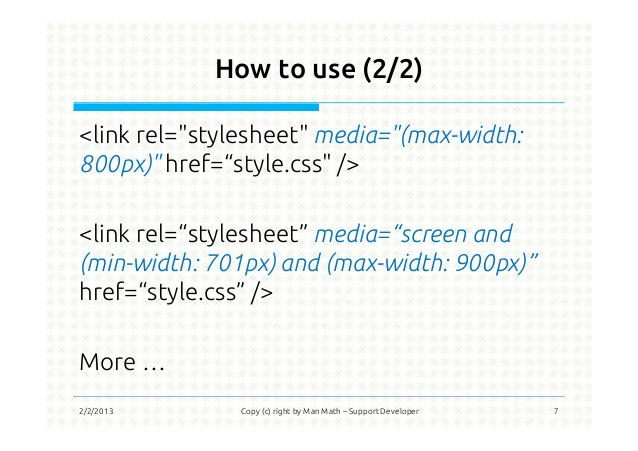 How to use (2/2)
<link rel="stylesheet" media="(max-width:
800px)"href=“style.css" />
<link rel=“stylesheet” media=“screen and
(min-width: 701px) and (max-width: 900px)”
href=“style.css” />
More …
2/2/2013 Copy (c) right by Man Math – Support Developer 7